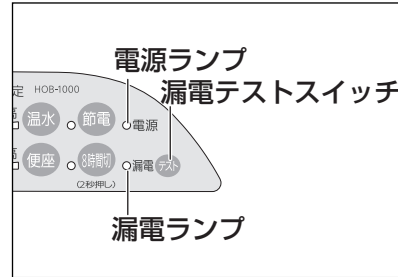 電源ランプ
漏電テストスイッチ
定 HOB-1000
高 温水 節電 電源
高 便座 8時間切 漏電 テスト
(2秒押し)
漏電ランプ